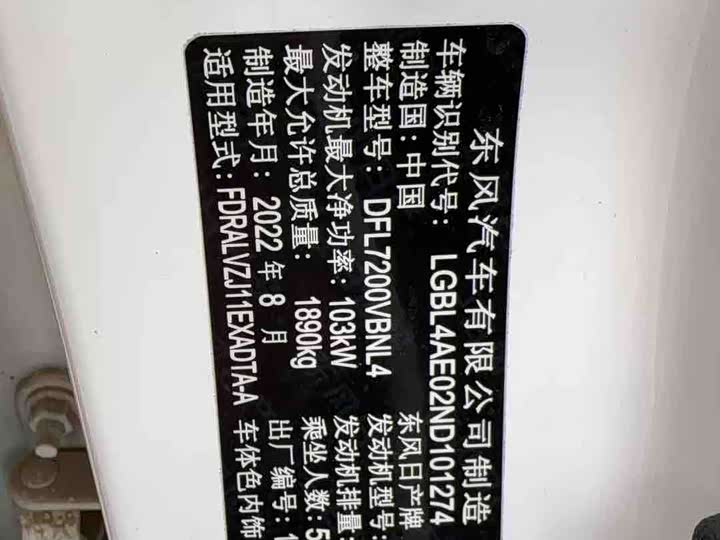 东风汽车有限公司制造
车辆识别代号: LGBL4AE02ND101274
制造国: 中国 东风日产牌
整车型号: DFL7200VBNL4 发动机型号:
发动机最大净功率: 103kW 发动机排量:
最大允许总质量: 1890kg 乘坐人数: 5
制造年月: 2022 年 8 月 出厂编号: 1
适用型式: FDRALVZJ11EXADTA-A 车体色内饰